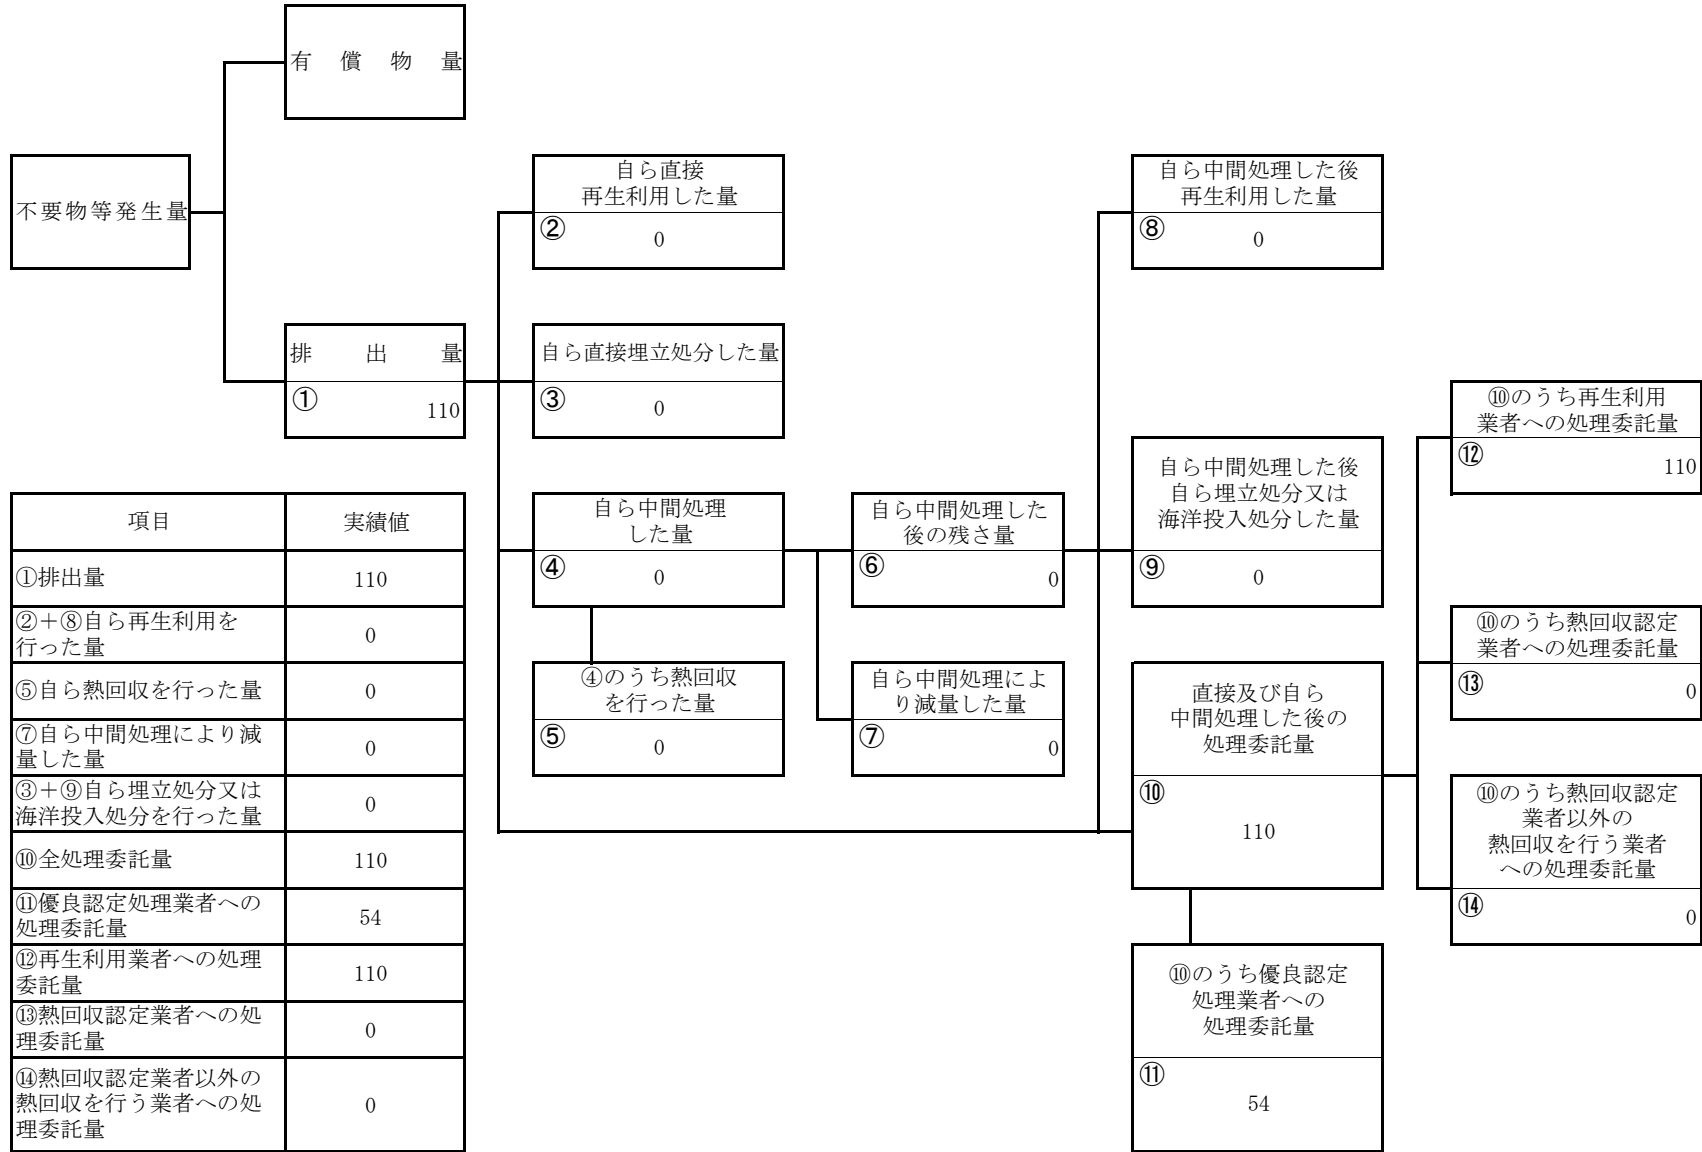 有償物量
不要物等発生量
排出量
①
110
自ら直接
再生利用した量
②
0
自ら直接埋立処分した量
③
0
自ら中間処理
した量
④
0
④のうち熱回収
を行った量
⑤
0
自ら中間処理した
後の残さ量
⑥
0
自ら中間処理によ
り減量した量
⑦
0
自ら中間処理した後
再生利用した量
⑧
0
自ら中間処理した後
自ら埋立処分又は
海洋投入処分した量
⑨
0
直接及び自ら
中間処理した後の
処理委託量
⑩
110
⑩のうち優良認定
処理業者への
処理委託量
⑪
54
⑩のうち再生利用
業者への処理委託量
⑫
110
⑩のうち熱回収認定
業者への処理委託量
⑬
0
⑩のうち熱回収認定
業者以外の
熱回収を行う業者
への処理委託量
⑭
0
項目 実績値
①排出量 110
②＋⑧自ら再生利用を
行った量
0
⑤自ら熱回収を行った量 0
⑦自ら中間処理により減
量した量
0
③＋⑨自ら埋立処分又は
海洋投入処分を行った量
0
⑩全処理委託量 110
⑪優良認定処理業者への
処理委託量
54
⑫再生利用業者への処理
委託量
110
⑬熱回収認定業者への処
理委託量
0
⑭熱回収認定業者以外の
熱回収を行う業者への処
理委託量
0